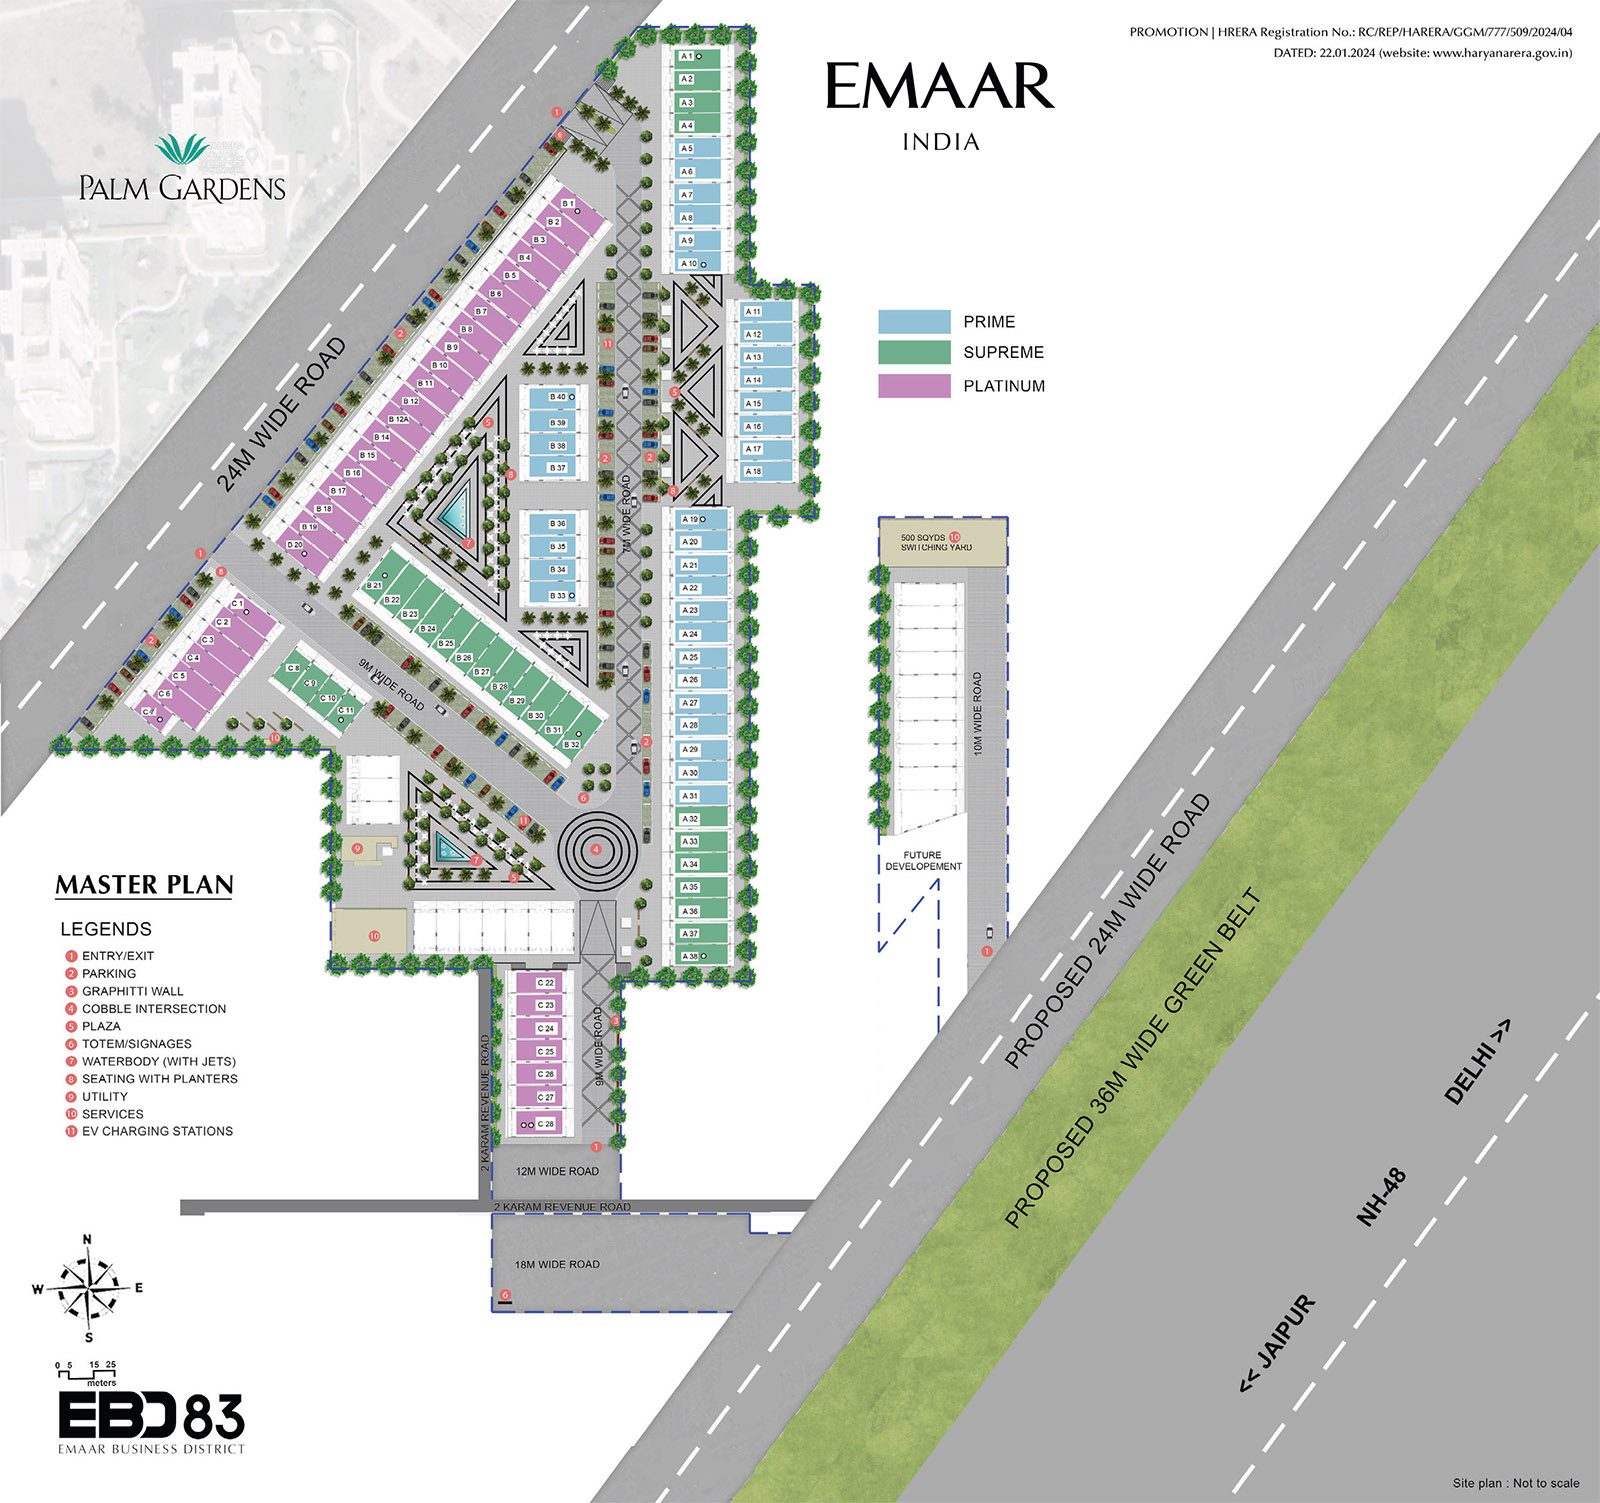 PROMOTION | HRERA Registration No.: RC/REP/HARERA/GGM/777/509/2024/04
DATED: 22.01.2024 (website: www.haryanarera.gov.in)
EMAAR
INDIA
PALM GARDENS
PRIME
SUPREME
PLATINUM
24M WIDE ROAD
A 1
A 2
A 3
A 4
A 5
A 6
A 7
A 8
A 9
A 10
A 11
A 12
A 13
A 14
A 15
A 16
A 17
A 18
A 19
A 20
A 21
A 22
A 23
A 24
A 25
A 26
A 27
A 28
A 29
A 30
A 31
A 32
A 33
A 34
A 35
A 36
A 37
A 38
B 1
B 2
B 3
B 4
B 5
B 6
B 7
B 8
B 9
B 10
B 11
B 12
B 12A
B 14
B 15
B 16
B 17
B 18
B 19
B 20
B 40
B 39
B 38
B 37
B 36
B 35
B 34
B 33
B 21
B 22
B 23
B 24
B 25
B 26
B 27
B 28
B 29
B 30
B 31
B 32
7M WIDE ROAD
9M WIDE ROAD
C 1
C 2
C 3
C 4
C 5
C 6
C 7
C 8
C 9
C 10
C 11
C 22
C 23
C 24
C 25
C 26
C 27
C 28
9M WIDE ROAD
2 KARAM REVENUE ROAD
12M WIDE ROAD
2 KARAM REVENUE ROAD
18M WIDE ROAD
500 SQYDS 10
SWITCHING YARD
10M WIDE ROAD
FUTURE
DEVELOPEMENT
PROPOSED 24M WIDE ROAD
PROPOSED 36M WIDE GREEN BELT
DELHI >>
NH-48
<< JAIPUR
MASTER PLAN
LEGENDS
1 ENTRY/EXIT
2 PARKING
3 GRAPHITTI WALL
4 COBBLE INTERSECTION
5 PLAZA
6 TOTEM/SIGNAGES
7 WATERBODY (WITH JETS)
8 SEATING WITH PLANTERS
9 UTILITY
10 SERVICES
11 EV CHARGING STATIONS
N
W E
S
0 5 15 25
meters
EBD 83
EMAAR BUSINESS DISTRICT
Site plan : Not to scale